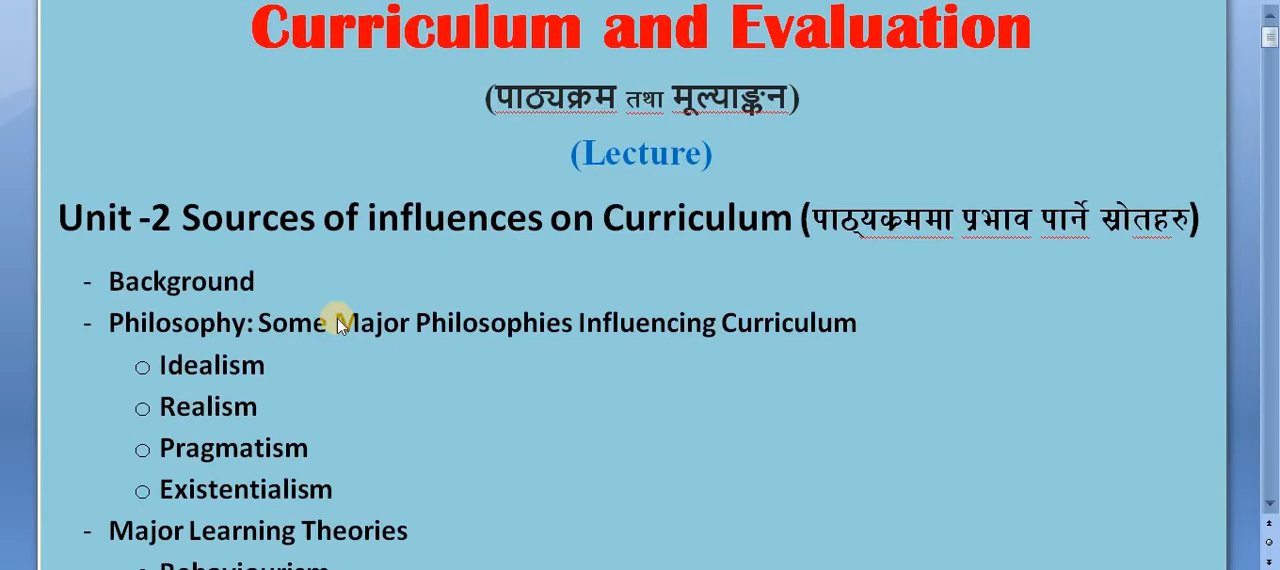 Curriculum and Evaluation
(पाठ्यक्रम तथा मूल्याङ्कन)
(Lecture)
Unit -2 Sources of influences on Curriculum (पाठ्यक्रममा प्रभाव पार्ने स्रोतहरु)
- Background
- Philosophy: Some Major Philosophies Influencing Curriculum
○ Idealism
○ Realism
○ Pragmatism
○ Existentialism
- Major Learning Theories
○ Behaviourism